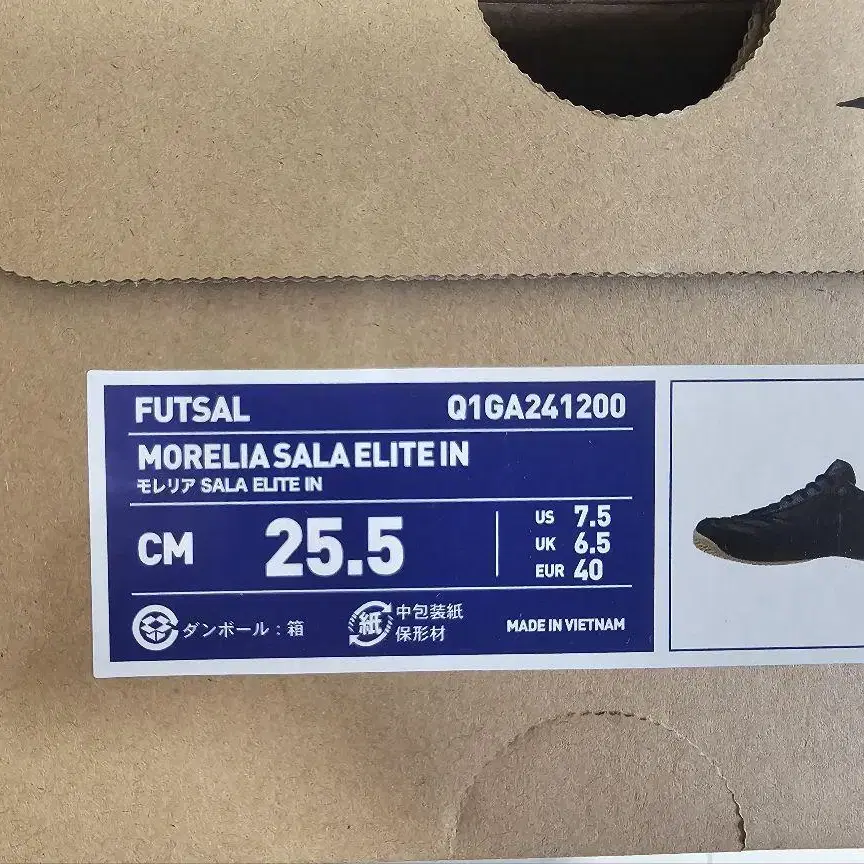 FUTSAL Q1GA241200
MORELIA SALA ELITE IN
モレリア SALA ELITE IN
CM 25.5
US 7.5
UK 6.5
EUR 40
ダンボール：箱
紙
中包装紙
保形材
MADE IN VIETNAM